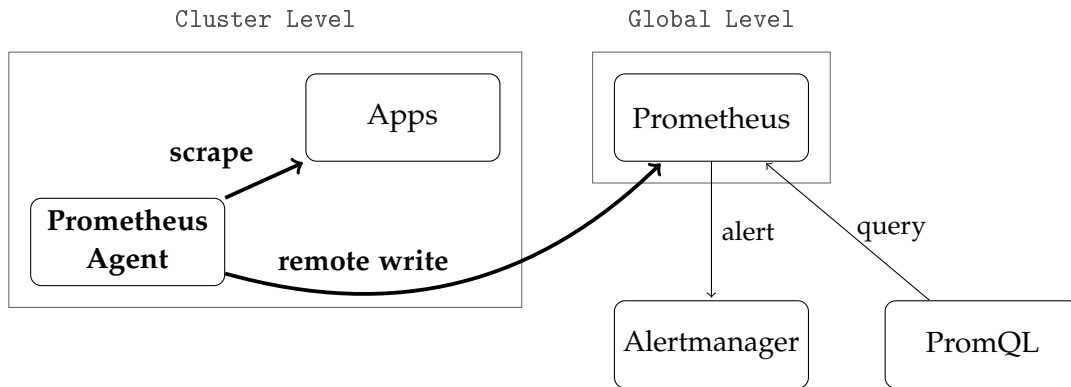 Cluster Level
Global Level
Apps
Prometheus
scrape
Prometheus
Agent
remote write
alert
query
Alertmanager
PromQL